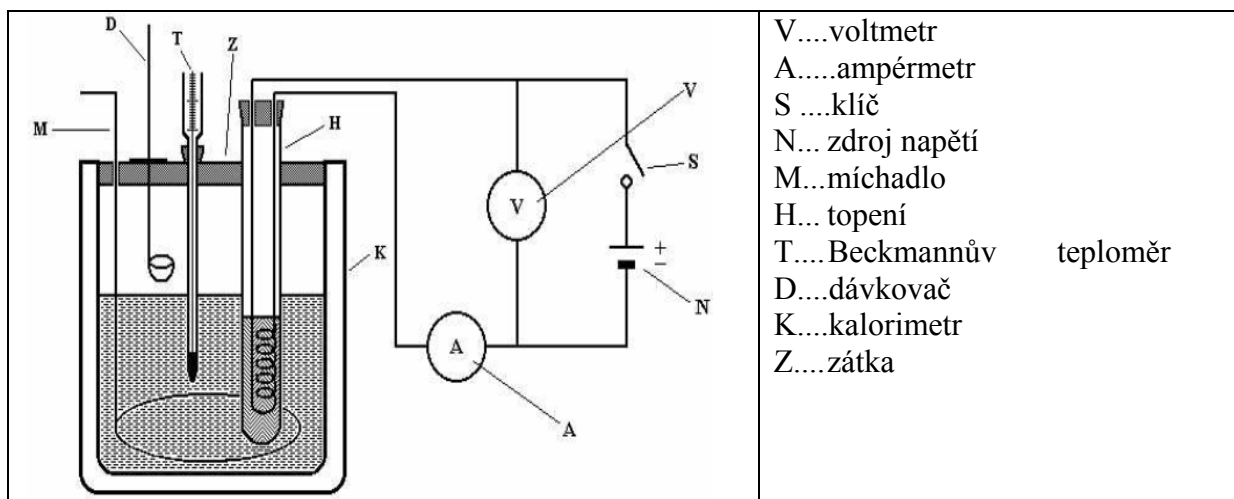 D
T
Z
M
H
V
S
V
K
+
−
N
A
A
V....voltmetr
A.....ampérmetr
S ....klíč
N... zdroj napětí
M...míchadlo
H... topení
T....Beckmannův teploměr
D....dávkovač
K....kalorimetr
Z....zátka